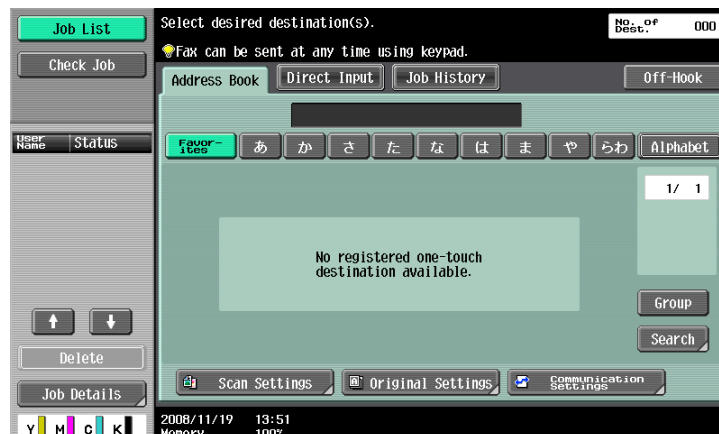 Job List
Check Job
User Name Status
Delete
Job Details
Y M C K
Select desired destination(s).
No. of Dest. 000
Fax can be sent at any time using keypad.
Address Book Direct Input Job History Off-Hook
Favor-ites あ か さ た な は ま や らわ Alphabet
1/ 1
No registered one-touch
destination available.
Group
Search
Scan Settings Original Settings Communication Settings
2008/11/19 13:51
Memory 100%